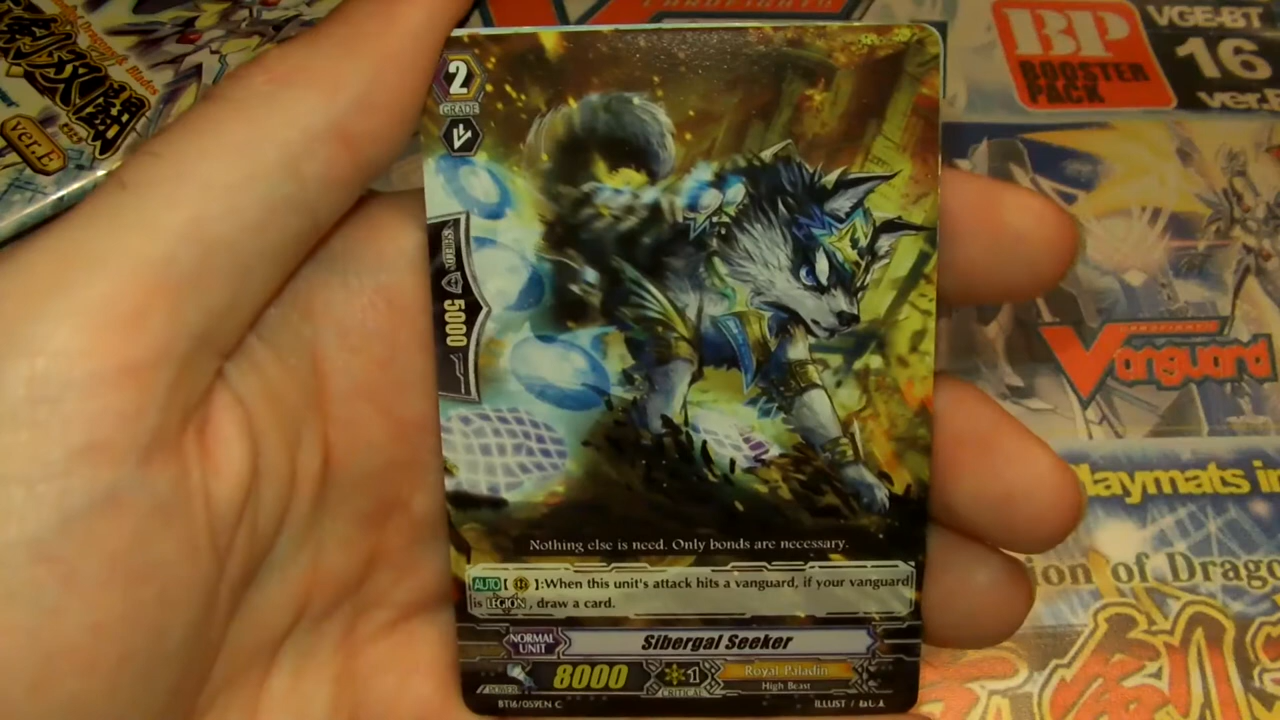 2
GRADE
SHIELD
5000
Nothing else is need. Only bonds are necessary.
AUTO [ ]:When this unit's attack hits a vanguard, if your vanguard
is LEGION, draw a card.
NORMAL
UNIT
Sibergal Seeker
POWER
8000
1
CRITICAL
Royal Paladin
High Beast
BT16/059EN C
ILLUST /
ver.E
& Blades
BP
BOOSTER
PACK
VGE-BT
16
ver.
Vanguard
Playmats in
ion of Drago